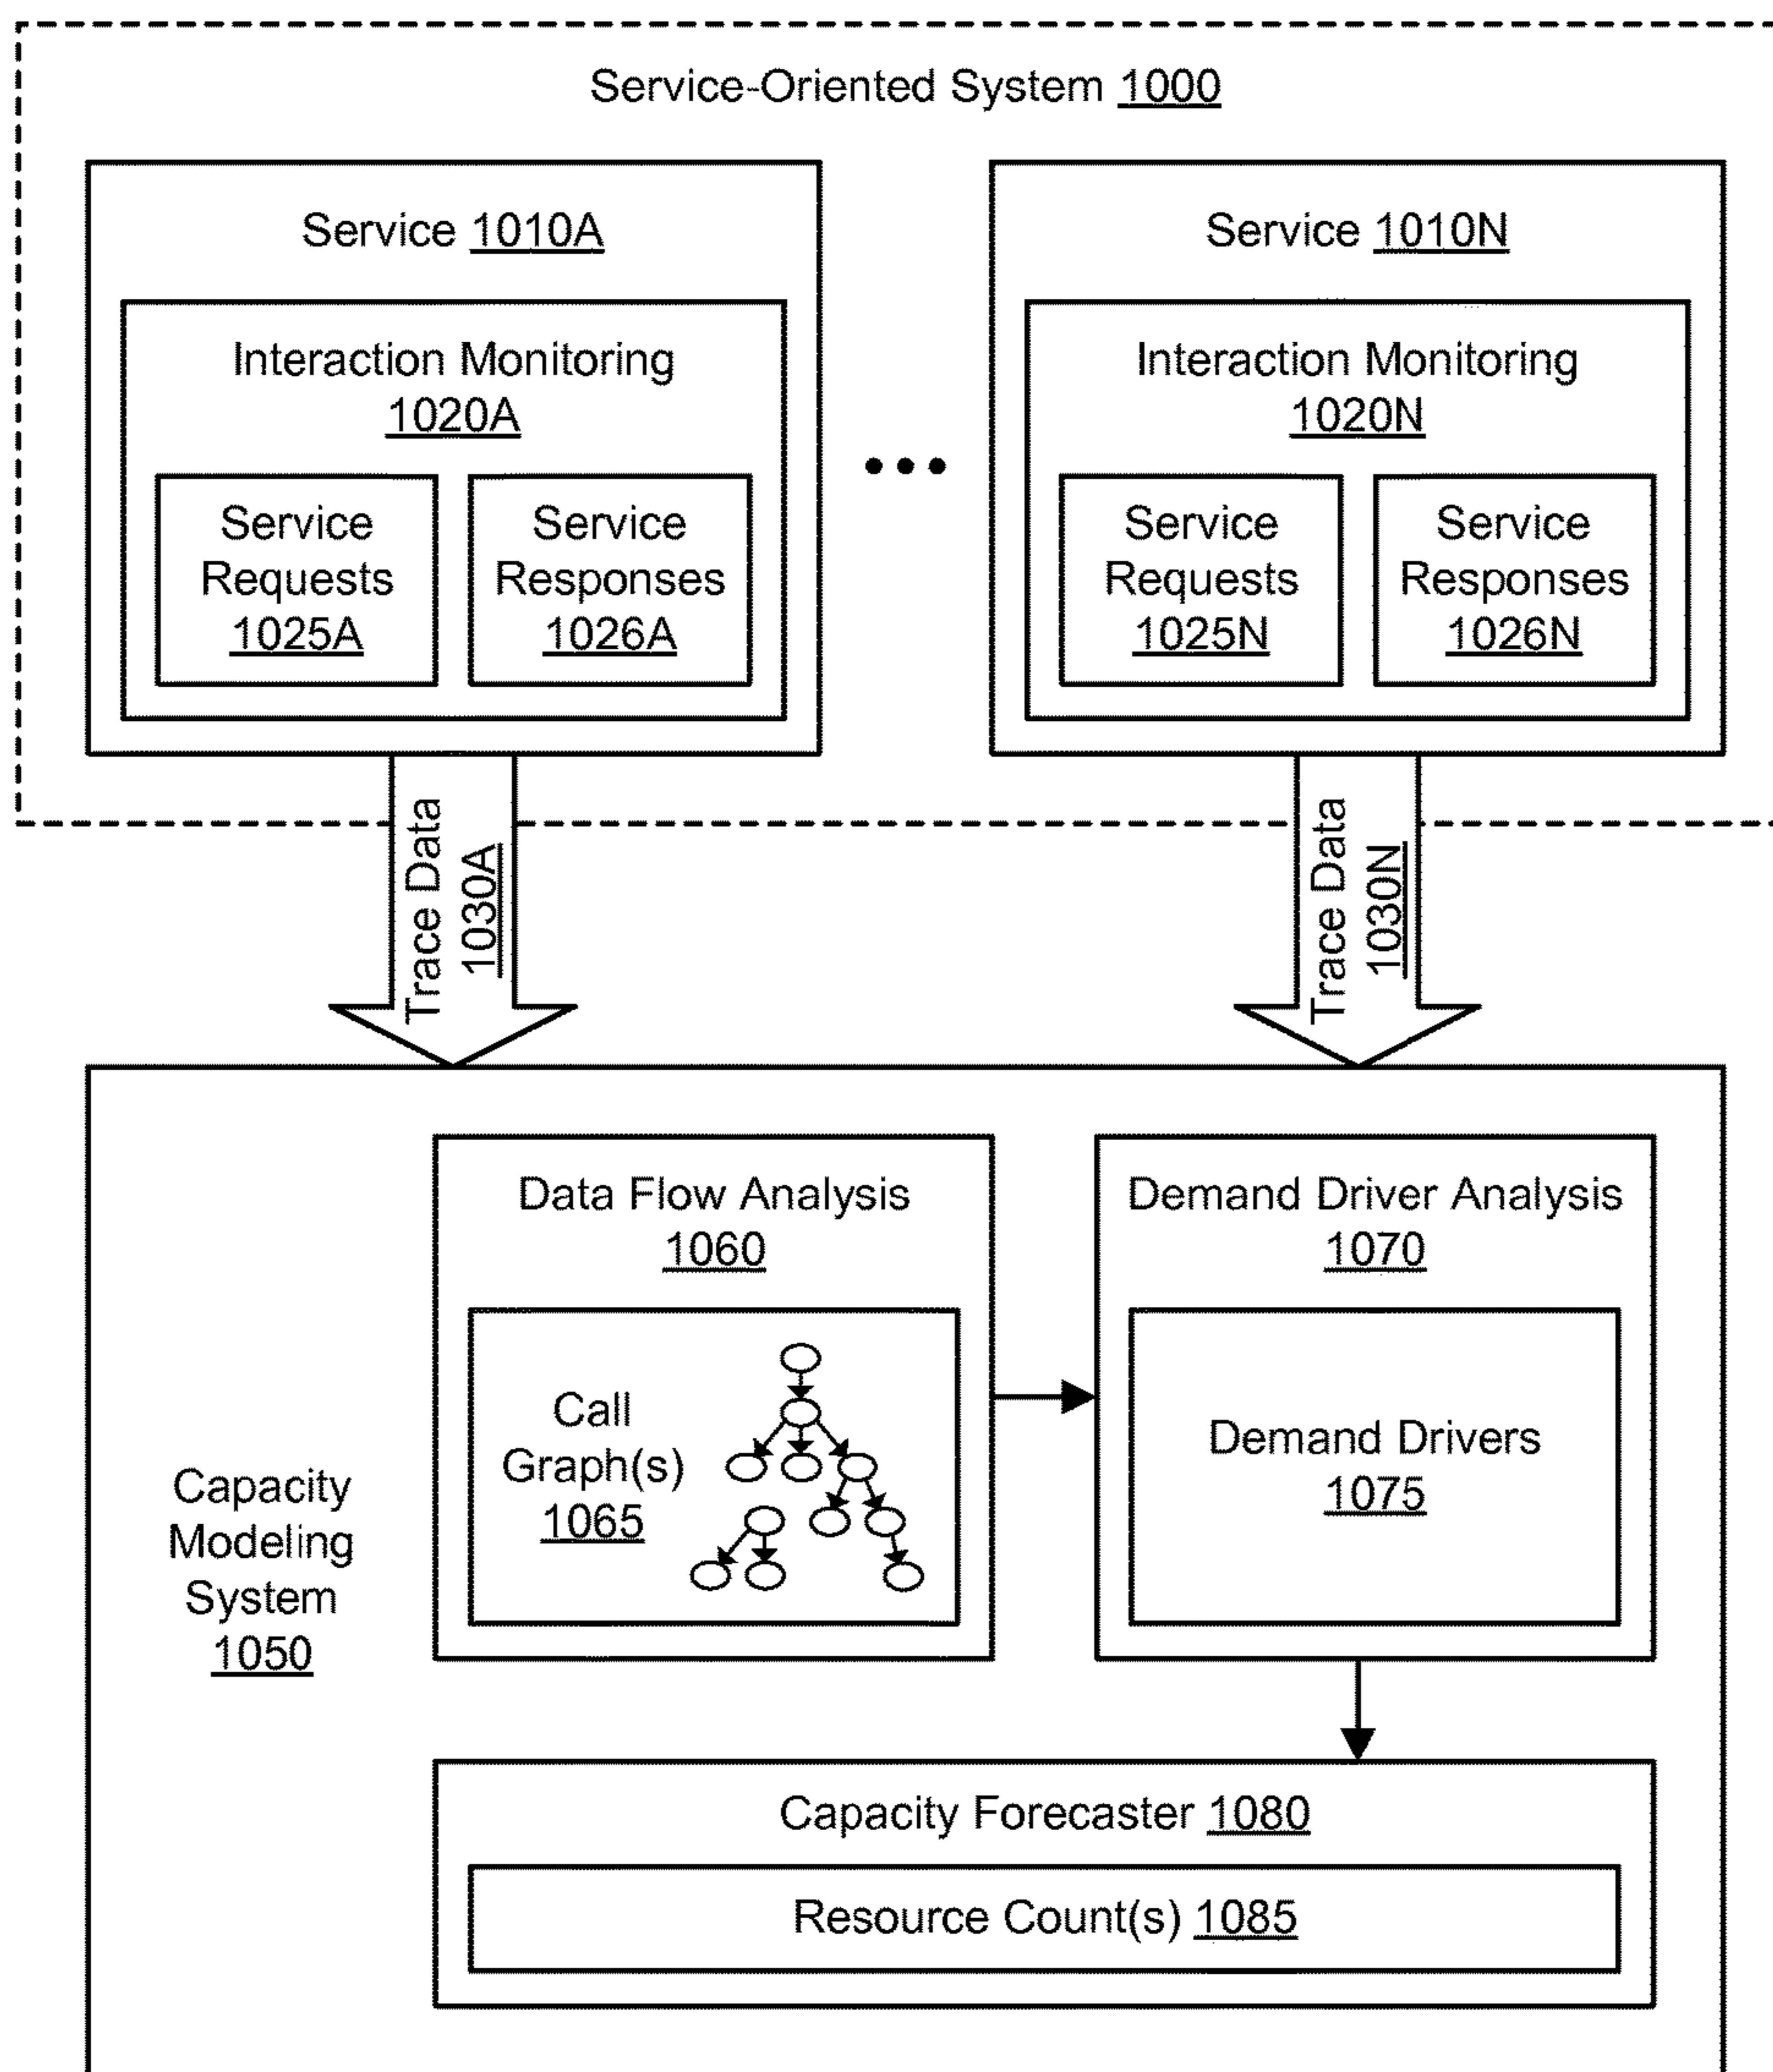 Service-Oriented System 1000
Service 1010A
Interaction Monitoring
1020A
Service
Requests
1025A
Service
Responses
1026A
Service 1010N
Interaction Monitoring
1020N
Service
Requests
1025N
Service
Responses
1026N
Trace Data
1030A
Trace Data
1030N
Capacity
Modeling
System
1050
Data Flow Analysis
1060
Call
Graph(s)
1065
Demand Driver Analysis
1070
Demand Drivers
1075
Capacity Forecaster 1080
Resource Count(s) 1085